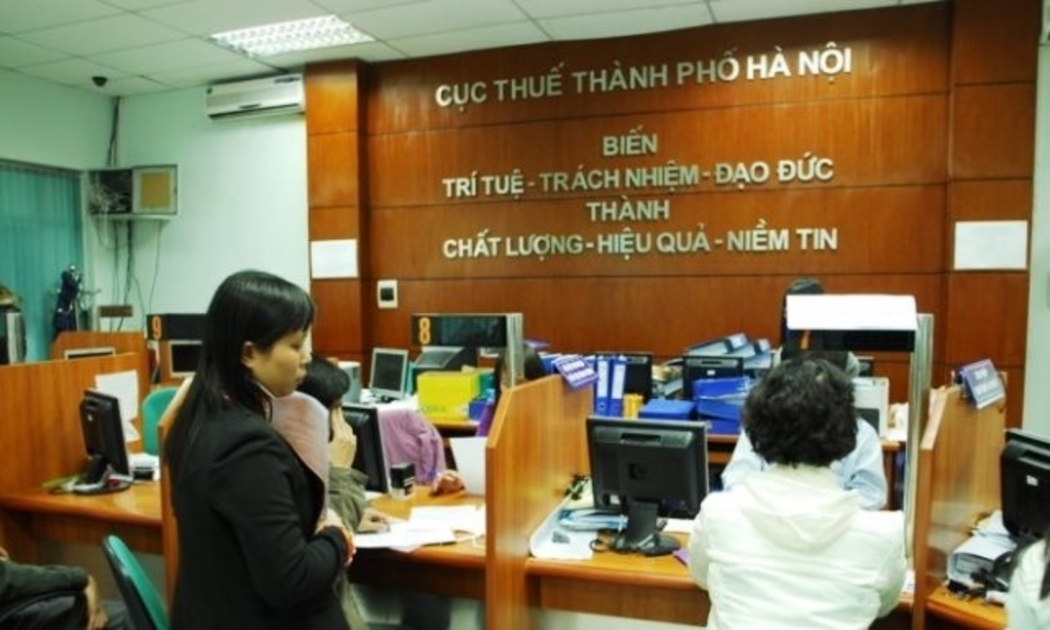 CỤC THUẾ THÀNH PHỐ HÀ NỘI
BIẾN
TRÍ TUỆ - TRÁCH NHIỆM - ĐẠO ĐỨC
THÀNH
CHẤT LƯỢNG - HIỆU QUẢ - NIỀM TIN
9
8